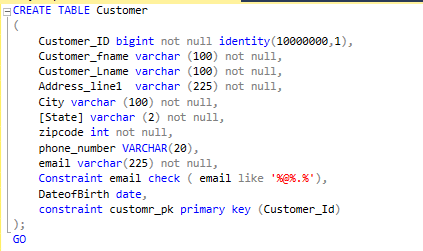 CREATE TABLE Customer
(
Customer_ID bigint not null identity(10000000,1),
Customer_fname varchar (100) not null,
Customer_Lname varchar (100) not null,
Address_line1  varchar (225) not null,
City varchar (100) not null,
[State] varchar (2) not null,
zipcode int not null,
phone_number VARCHAR(20),
email varchar(225) not null,
Constraint email check ( email like '%@%.%'),
DateofBirth date,
constraint customr_pk primary key (Customer_Id)
);
GO